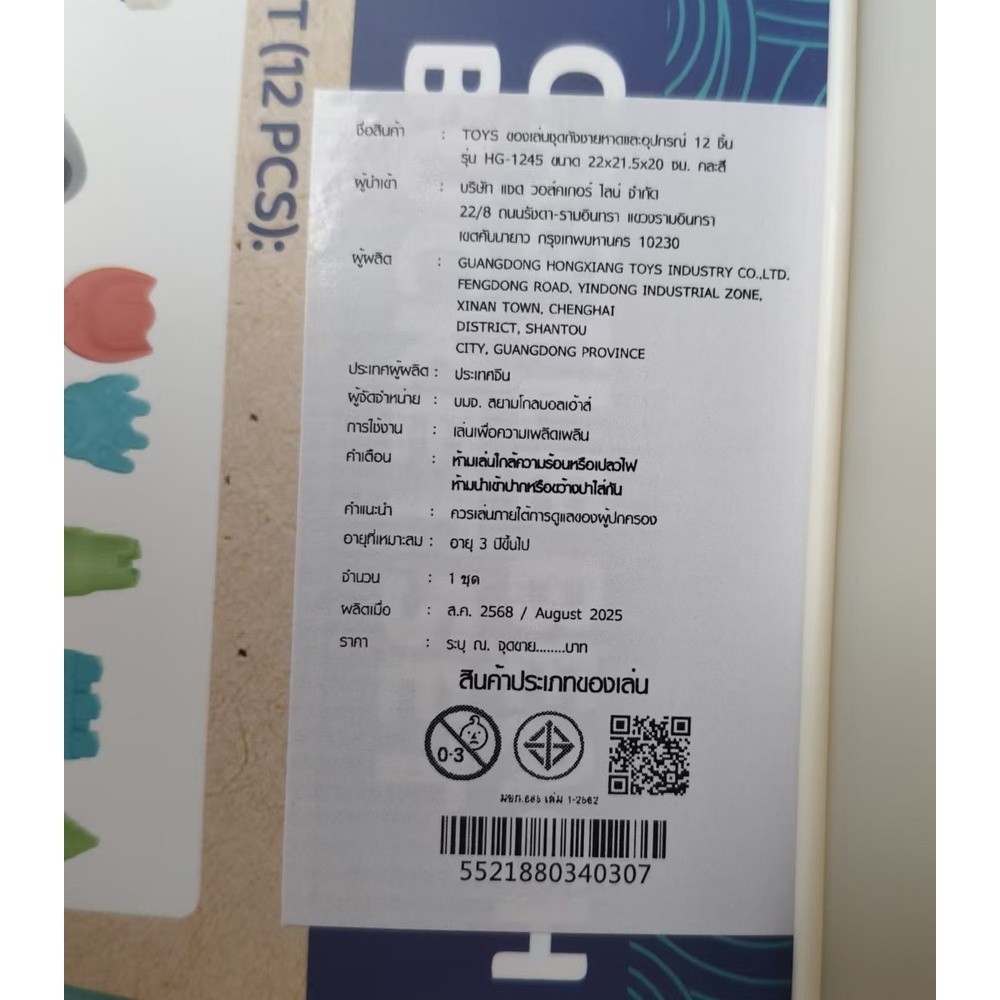 T (12 PCS):
B
ชื่อสินค้า : TOYS ของเล่นชุดถังชายหาดและอุปกรณ์ 12 ชิ้น
รุ่น HG-1245 ขนาด 22x21.5x20 ซม. คละสี
ผู้นำเข้า : บริษัท แซด วอล์คเกอร์ ไลน์ จำกัด
22/8 ถนนรัชดา-รามอินทรา แขวงรามอินทรา
เขตคันนายาว กรุงเทพมหานคร 10230
ผู้ผลิต : GUANGDONG HONGXIANG TOYS INDUSTRY CO.,LTD.
FENGDONG ROAD, YINDONG INDUSTRIAL ZONE,
XINAN TOWN, CHENGHAI
DISTRICT, SHANTOU
CITY, GUANGDONG PROVINCE
ประเทศผู้ผลิต : ประเทศจีน
ผู้จัดจำหน่าย : บมจ. สยามโกลบอลเฮ้าส์
การใช้งาน : เล่นเพื่อความเพลิดเพลิน
คำเตือน : ห้ามเล่นใกล้ความร้อนหรือเปลวไฟ
ห้ามนำเข้าปากหรือขว้างปาใส่กัน
คำแนะนำ : ควรเล่นภายใต้การดูแลของผู้ปกครอง
อายุที่เหมาะสม : อายุ 3 ปีขึ้นไป
จำนวน : 1 ชุด
ผลิตเมื่อ : ส.ค. 2568 / August 2025
ราคา : ระบุ ณ. จุดขาย........บาท
สินค้าประเภทของเล่น
0-3
มอก.685 เล่ม 1-2562
5521880340307
H